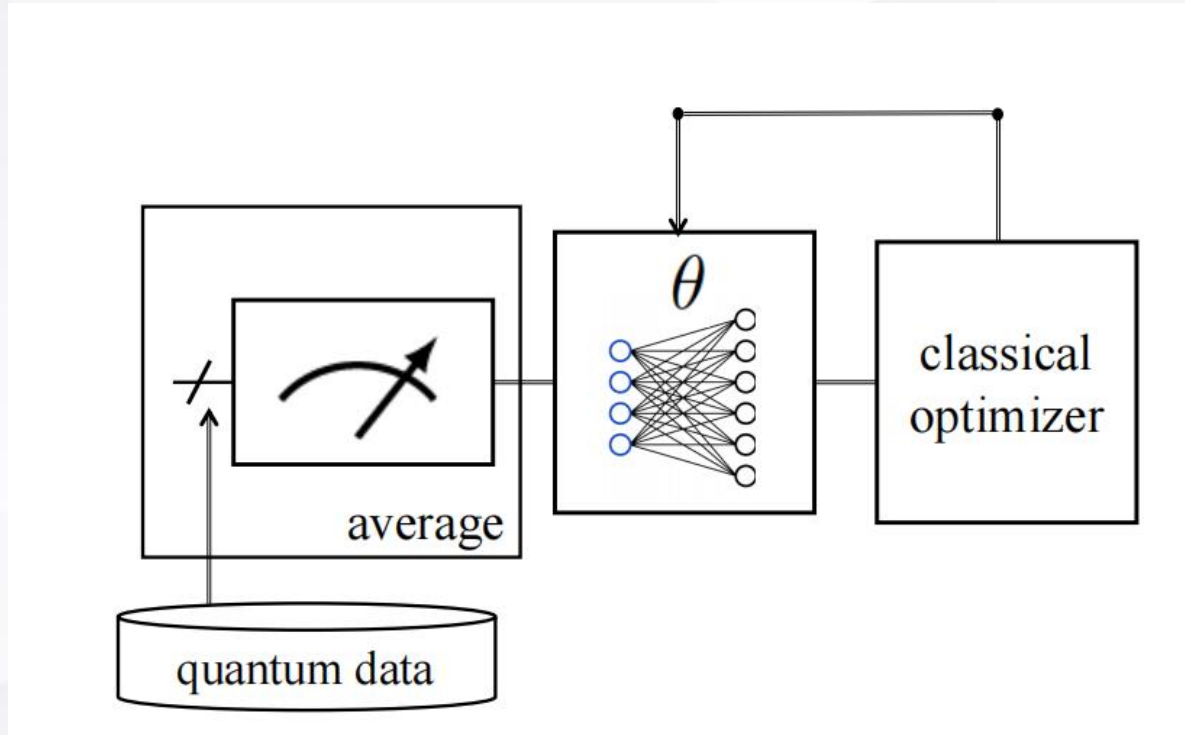 θ
classical
optimizer
average
quantum data